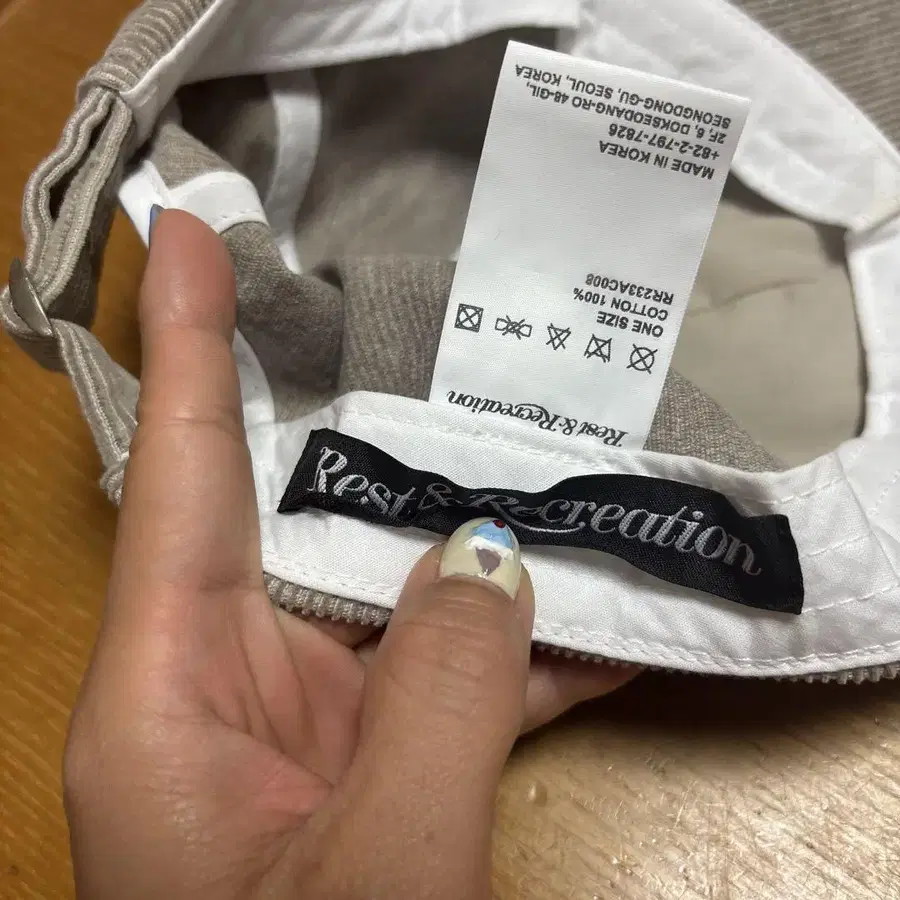 Rest & Recreation
ONE SIZE
COTTON 100%
RR233AC008
MADE IN KOREA
+82-2-797-7826
2F, 6, DOKSEODANG-RO 48-GIL,
SEONGDONG-GU, SEOUL, KOREA
Rest & Recreation